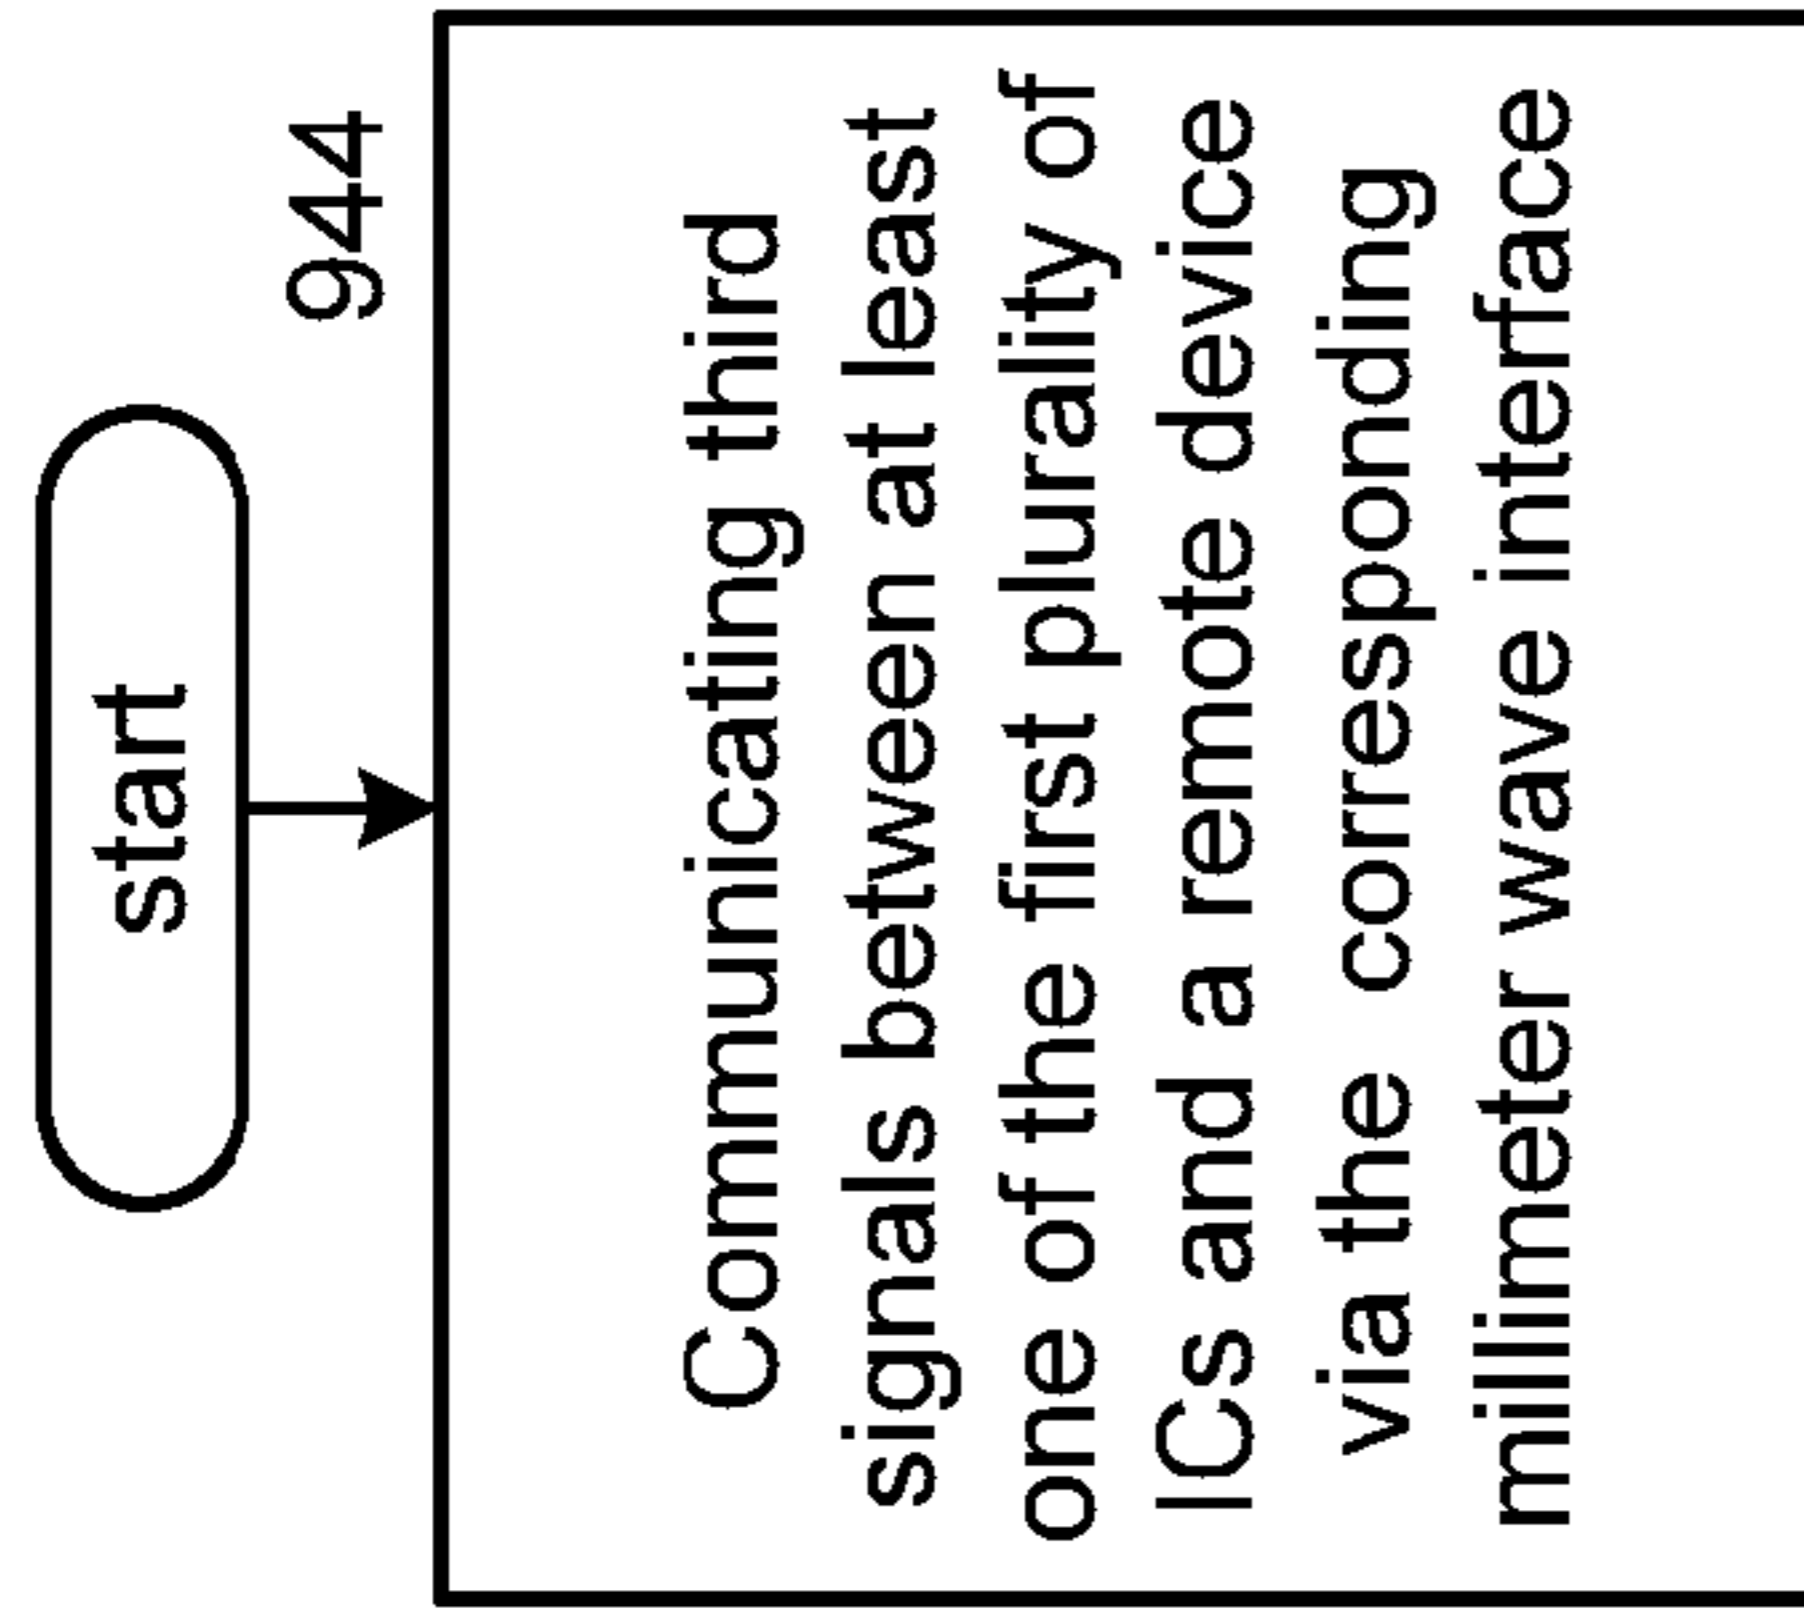 start
944
Communicating third
signals between at least
one of the first plurality of
ICs and a remote device
via the corresponding
millimeter wave interface